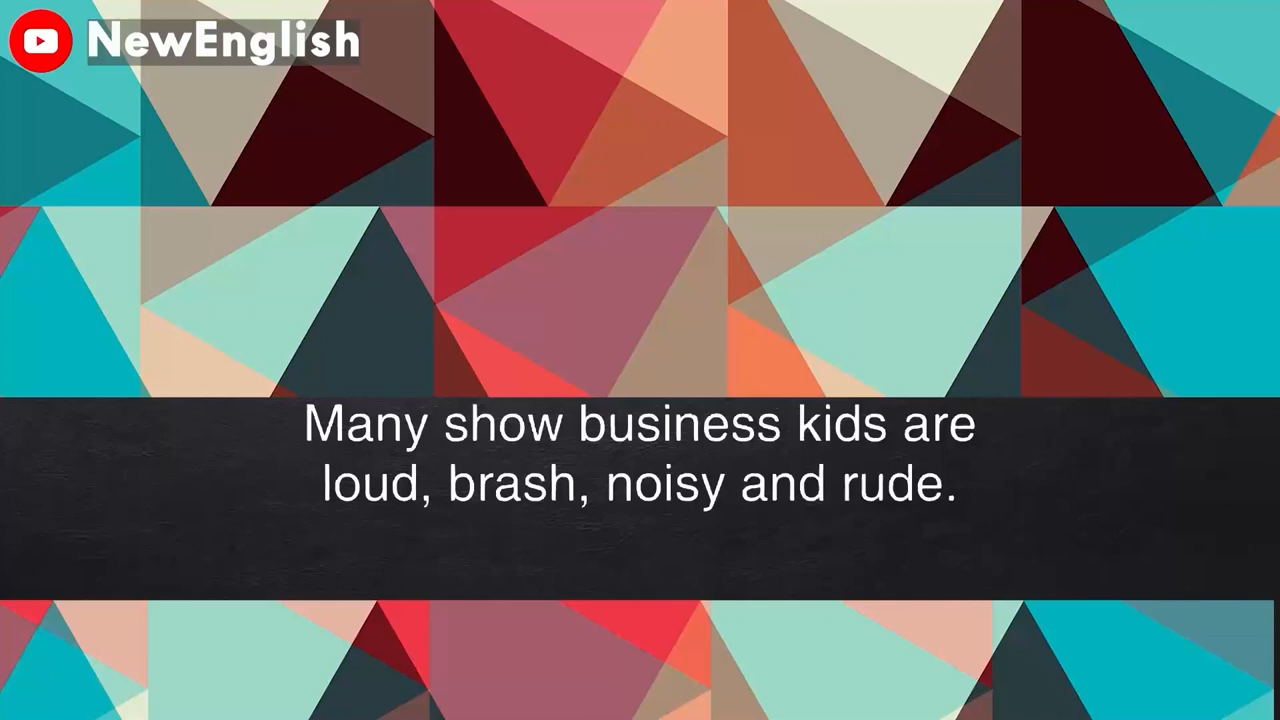 NewEnglish
Many show business kids are
loud, brash, noisy and rude.